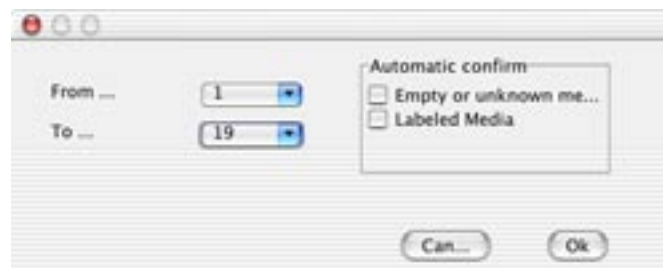 From ...
1
To ...
19
Automatic confirm
Empty or unknown me...
Labeled Media
Can...
Ok